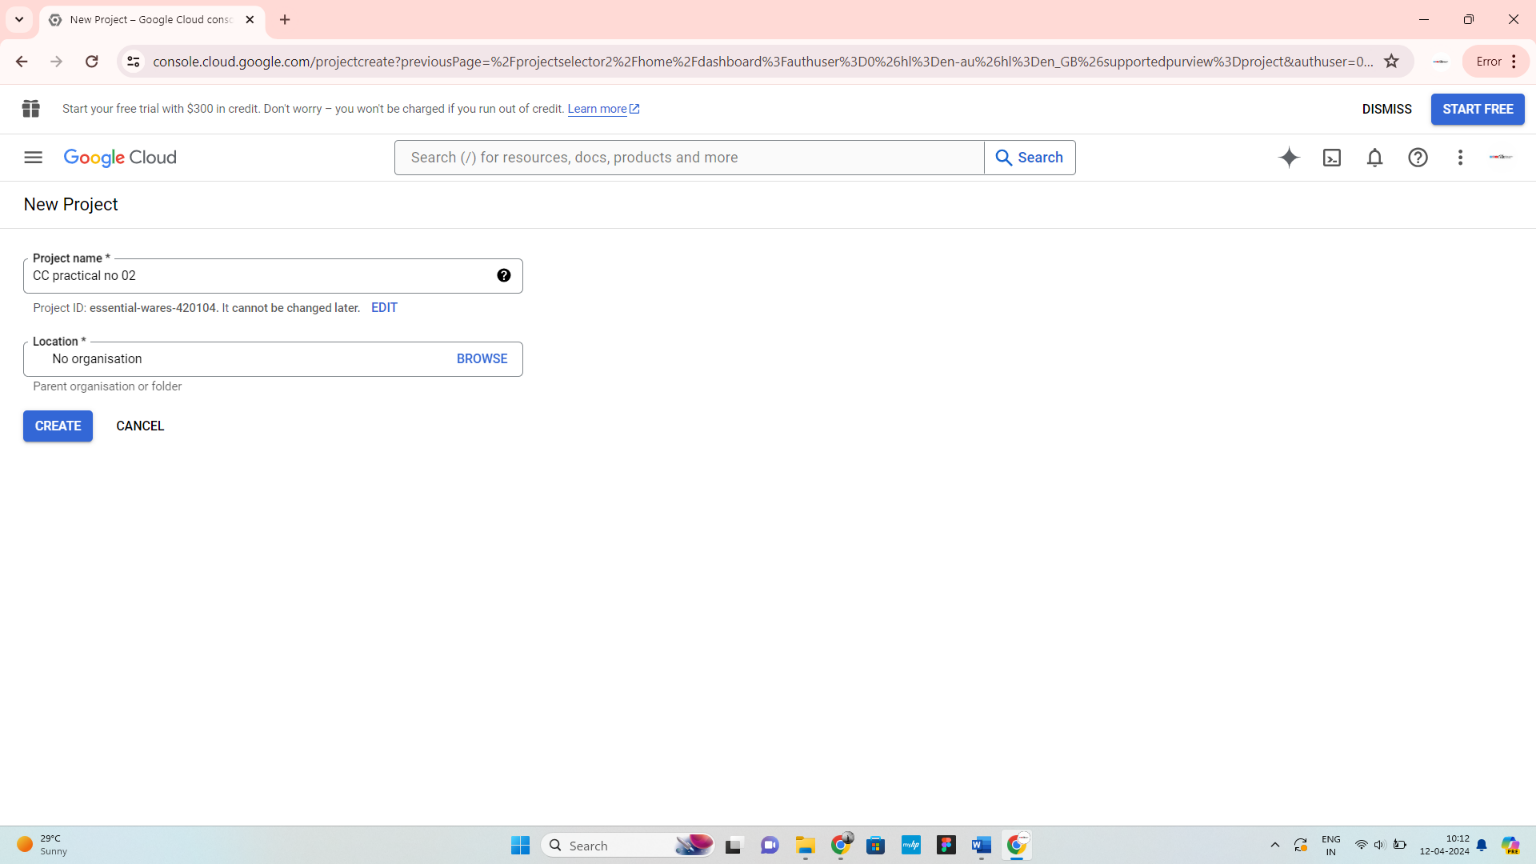 New Project – Google Cloud cons
console.cloud.google.com/projectcreate?previousPage=%2Fprojectselector2%2Fhome%2Fdashboard%3Fauthuser%3D0%26hl%3Den-au%26hl%3Den_GB%26supportedpurview%3Dproject&authuser=0...
Error
Start your free trial with $300 in credit. Don't worry – you won't be charged if you run out of credit. Learn more
DISMISS
START FREE
Google Cloud
Search (/) for resources, docs, products and more
Search
New Project
Project name *
CC practical no 02
Project ID: essential-wares-420104. It cannot be changed later. EDIT
Location *
No organisation
BROWSE
Parent organisation or folder
CREATE
CANCEL
29°C
Sunny
Search
myhp
W
ENG
IN
10:12
12-04-2024
PRE